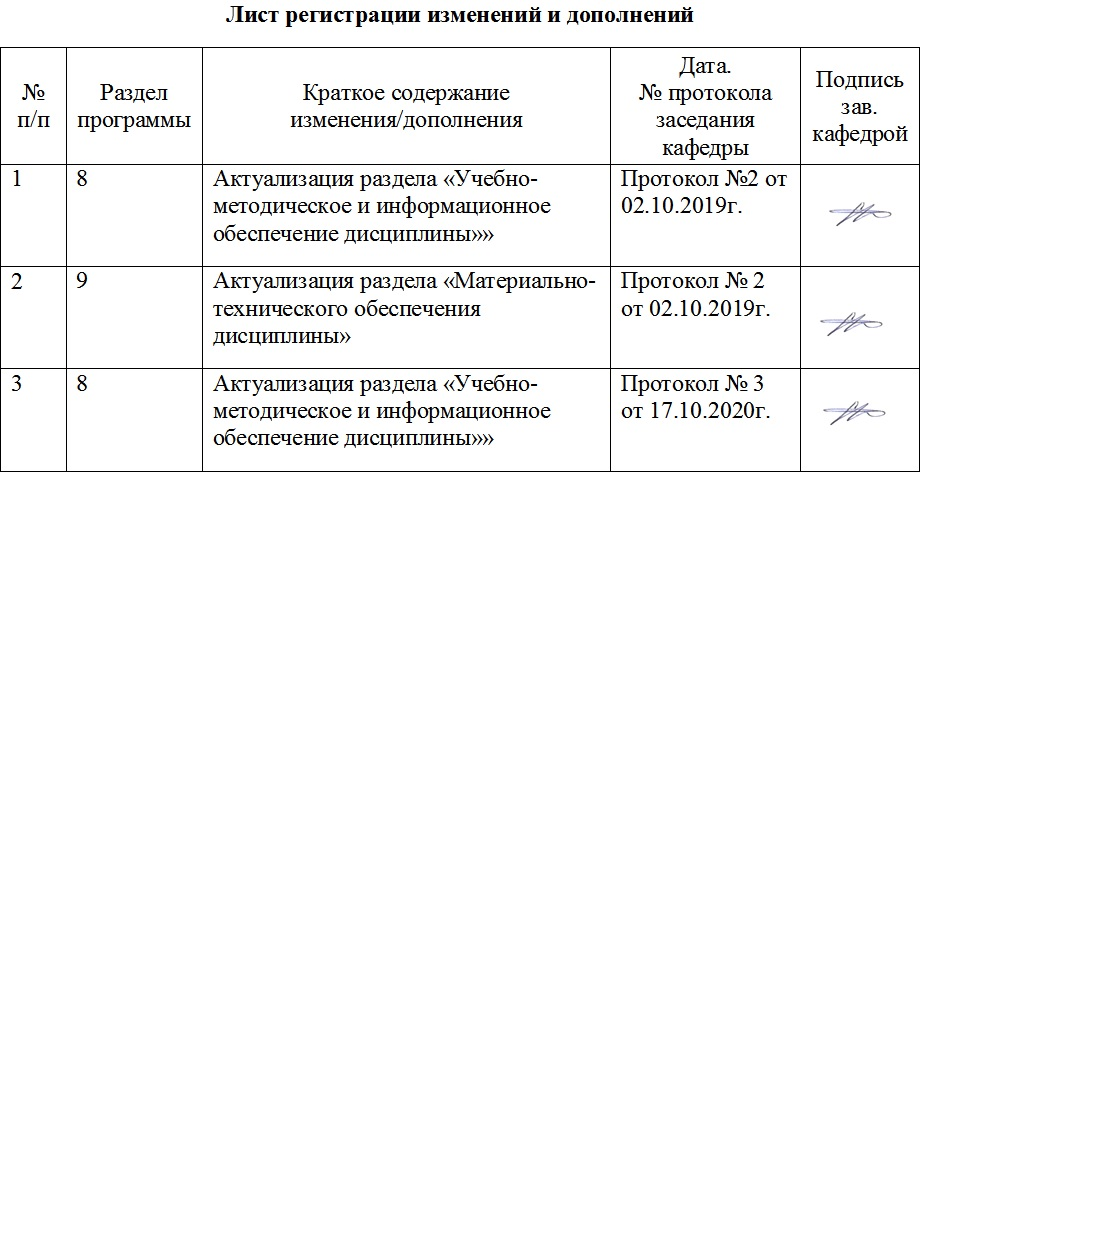 Лист регистрации изменений и дополнений
№
п/п
Раздел
программы
Краткое содержание
изменения/дополнения
Дата.
№ протокола
заседания
кафедры
Подпись
зав.
кафедрой
1
8
Актуализация раздела «Учебно-
методическое и информационное
обеспечение дисциплины»»
Протокол №2 от
02.10.2019г.
2
9
Актуализация раздела «Материально-
технического обеспечения
дисциплины»
Протокол № 2
от 02.10.2019г.
3
8
Актуализация раздела «Учебно-
методическое и информационное
обеспечение дисциплины»»
Протокол № 3
от 17.10.2020г.